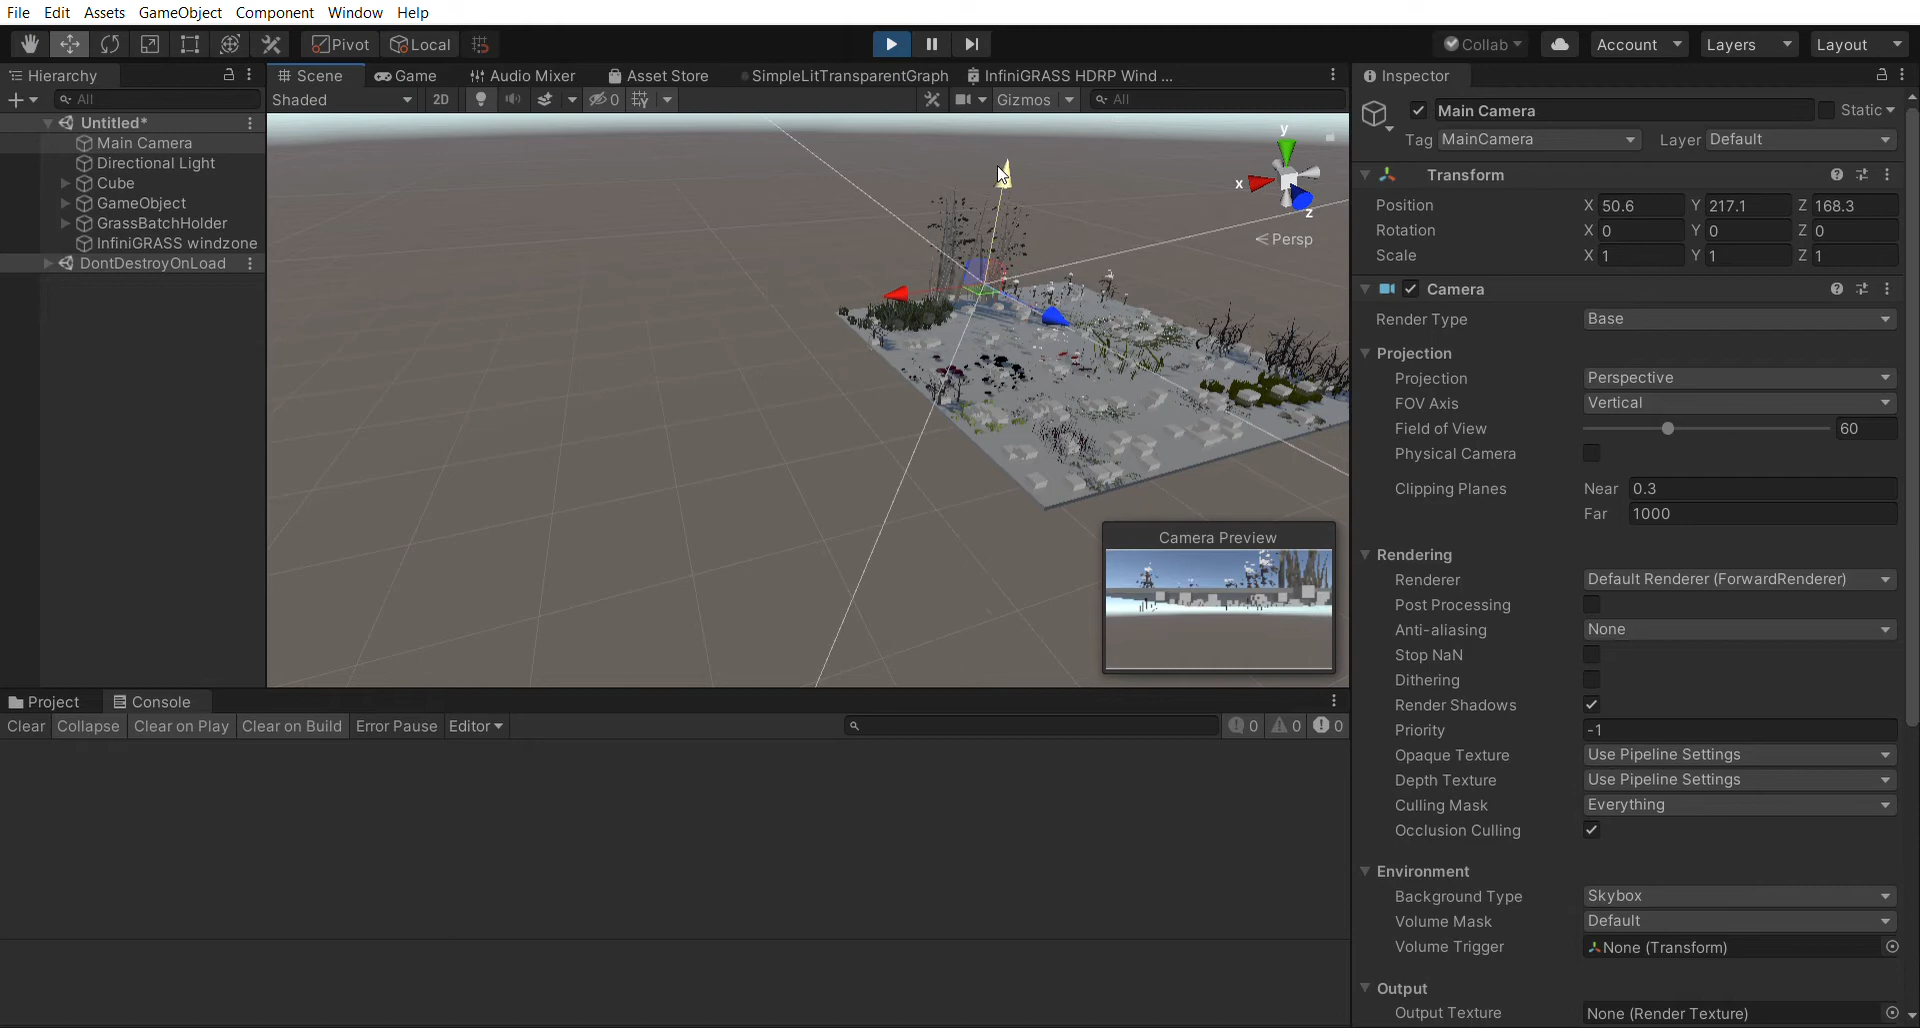 File Edit Assets GameObject Component Window Help
Pivot Local Collab Account Layers Layout
Hierarchy
All
Untitled*
Main Camera
Directional Light
Cube
GameObject
GrassBatchHolder
InfiniGRASS windzone
DontDestroyOnLoad
Scene Game Audio Mixer Asset Store SimpleLitTransparentGraph InfiniGRASS HDRP Wind ...
Shaded 2D 0 Gizmos All
y
x
z
Persp
Camera Preview
Project Console
Clear Collapse Clear on Play Clear on Build Error Pause Editor 0 0 0
Inspector
Main Camera Static
Tag MainCamera Layer Default
Transform
Position X 50.6 Y 217.1 Z 168.3
Rotation X 0 Y 0 Z 0
Scale X 1 Y 1 Z 1
Camera
Render Type Base
Projection
Projection Perspective
FOV Axis Vertical
Field of View 60
Physical Camera
Clipping Planes Near 0.3
Far 1000
Rendering
Renderer Default Renderer (ForwardRenderer)
Post Processing
Anti-aliasing None
Stop NaN
Dithering
Render Shadows
Priority -1
Opaque Texture Use Pipeline Settings
Depth Texture Use Pipeline Settings
Culling Mask Everything
Occlusion Culling
Environment
Background Type Skybox
Volume Mask Default
Volume Trigger None (Transform)
Output
Output Texture None (Render Texture)